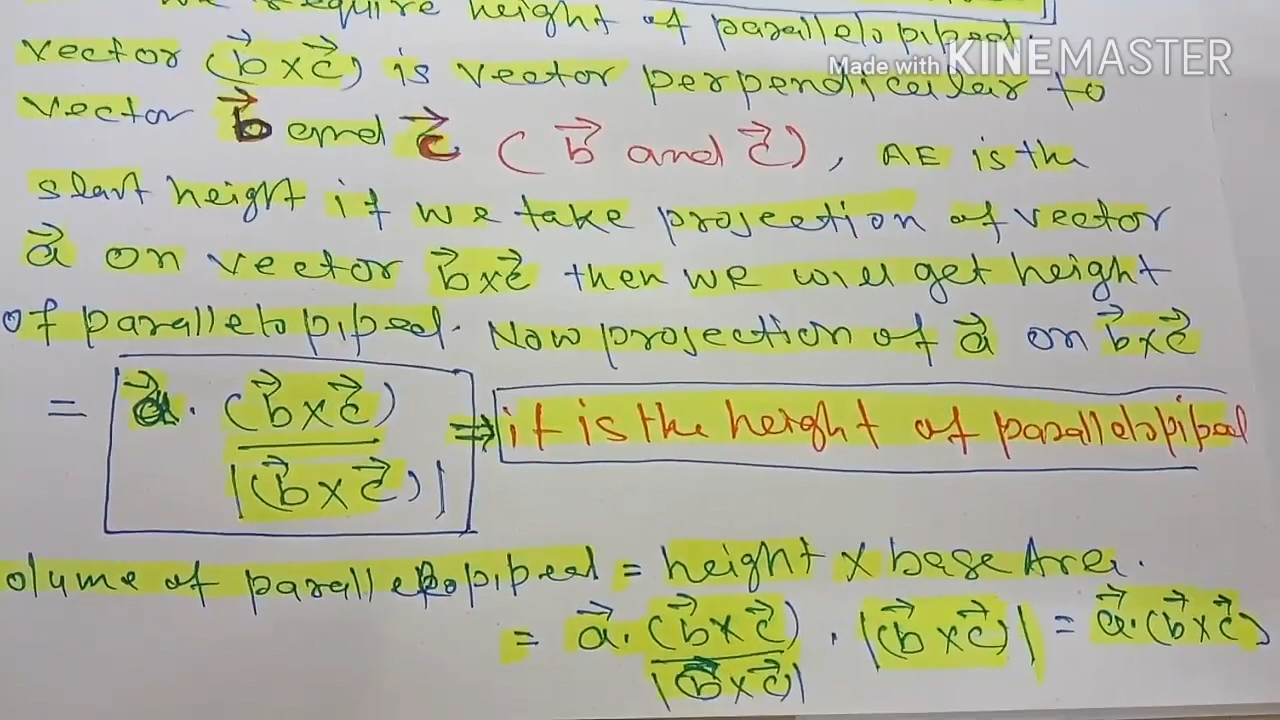 we require height of parallelopiped.
Made with KINEMASTER
vector (b⃗ × c⃗) is vector perpendicular to
vector b⃗ and c⃗ (b⃗ and c⃗), AE is the
slant height if we take projection of vector
a⃗ on vector b⃗×c⃗ then we will get height
of parallelopiped. Now projection of a⃗ on b⃗×c⃗
= a⃗ · (b⃗×c⃗) / |(b⃗×c⃗)| ⇒ it is the height of parallelopiped
olume of parallelopiped = height × base Area.
= a⃗ · (b⃗×c⃗) / |b⃗×c⃗| · |(b⃗×c⃗)| = a⃗·(b⃗×c⃗)